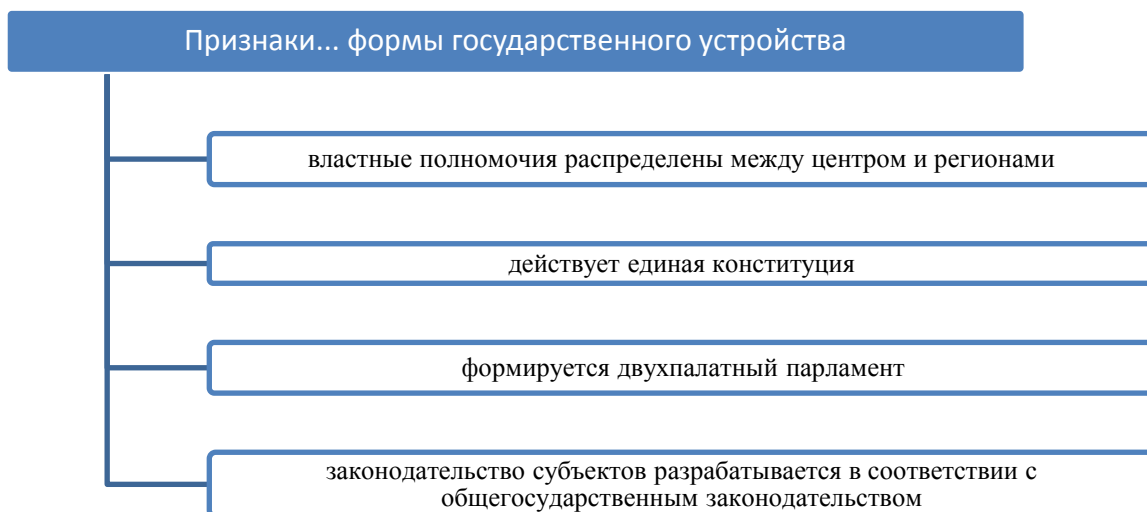 Признаки... формы государственного устройства
властные полномочия распределены между центром и регионами
действует единая конституция
формируется двухпалатный парламент
законодательство субъектов разрабатывается в соответствии с
общегосударственным законодательством